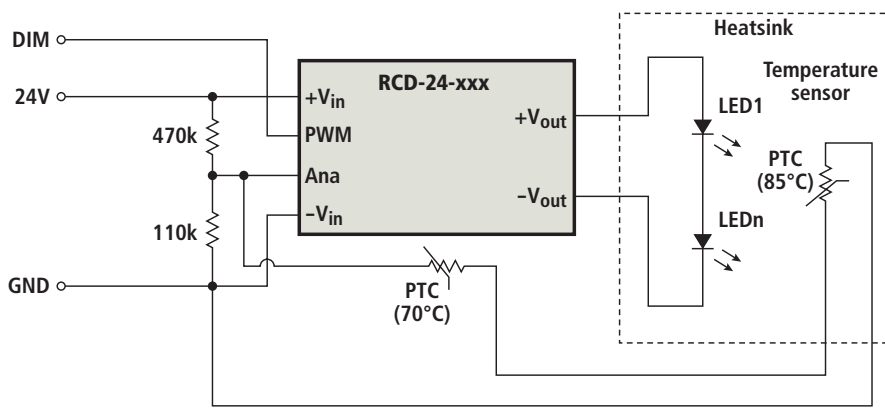 DIM
24V
470k
110k
GND
RCD-24-xxx
+Vin
PWM
Ana
–Vin
+Vout
–Vout
PTC
(70°C)
Heatsink
Temperature
sensor
LED1
LEDn
PTC
(85°C)